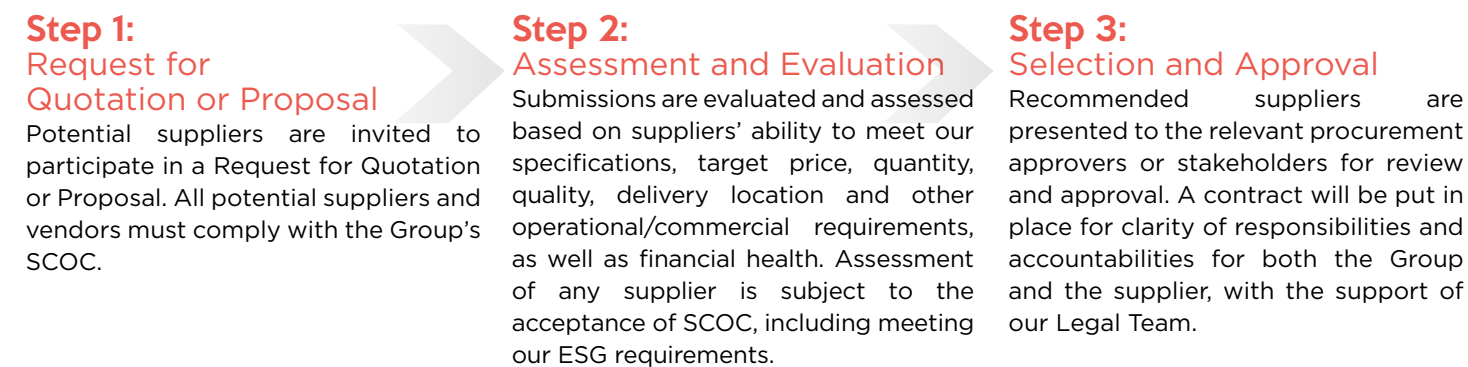 Step 1:
Request for
Quotation or Proposal
Potential suppliers are invited to
participate in a Request for Quotation
or Proposal. All potential suppliers and
vendors must comply with the Group’s
SCOC.
Step 2:
Assessment and Evaluation
Submissions are evaluated and assessed
based on suppliers’ ability to meet our
specifications, target price, quantity,
quality, delivery location and other
operational/commercial requirements,
as well as financial health. Assessment
of any supplier is subject to the
acceptance of SCOC, including meeting
our ESG requirements.
Step 3:
Selection and Approval
Recommended suppliers are
presented to the relevant procurement
approvers or stakeholders for review
and approval. A contract will be put in
place for clarity of responsibilities and
accountabilities for both the Group
and the supplier, with the support of
our Legal Team.